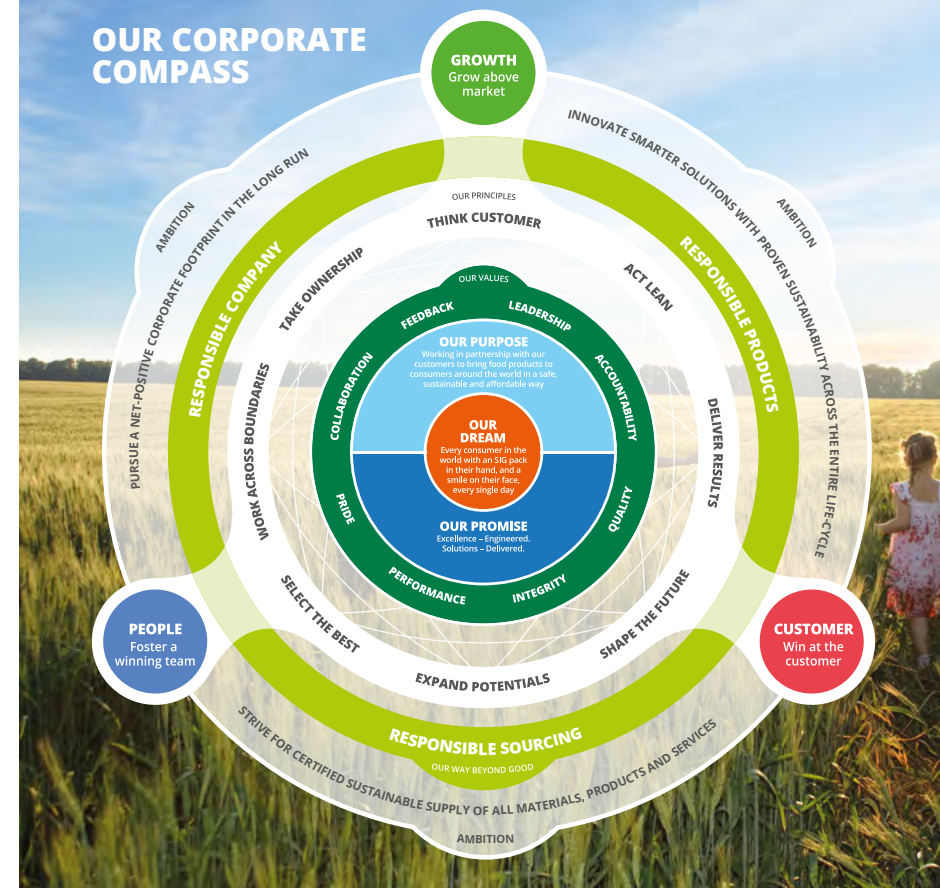 OUR CORPORATE
COMPASS
GROWTH
Grow above
market
INNOVATE SMARTER SOLUTIONS WITH PROVEN SUSTAINABILITY ACROSS THE ENTIRE LIFE-CYCLE
AMBITION
PURSUE A NET-POSITIVE CORPORATE FOOTPRINT IN THE LONG RUN
AMBITION
RESPONSIBLE COMPANY
RESPONSIBLE PRODUCTS
OUR PRINCIPLES
THINK CUSTOMER
ACT LEAN
DELIVER RESULTS
SHAPE THE FUTURE
EXPAND POTENTIALS
SELECT THE BEST
WORK ACROSS BOUNDARIES
TAKE OWNERSHIP
OUR VALUES
LEADERSHIP
ACCOUNTABILITY
QUALITY
INTEGRITY
PERFORMANCE
PRIDE
COLLABORATION
FEEDBACK
OUR PURPOSE
Working in partnership with our
customers to bring food products to
consumers around the world in a safe,
sustainable and affordable way
OUR
DREAM
Every consumer in the
world with an SIG pack
in their hand, and a
smile on their face,
every single day
OUR PROMISE
Excellence – Engineered.
Solutions – Delivered.
PEOPLE
Foster a
winning team
CUSTOMER
Win at the
customer
RESPONSIBLE SOURCING
OUR WAY BEYOND GOOD
STRIVE FOR CERTIFIED SUSTAINABLE SUPPLY OF ALL MATERIALS, PRODUCTS AND SERVICES
AMBITION